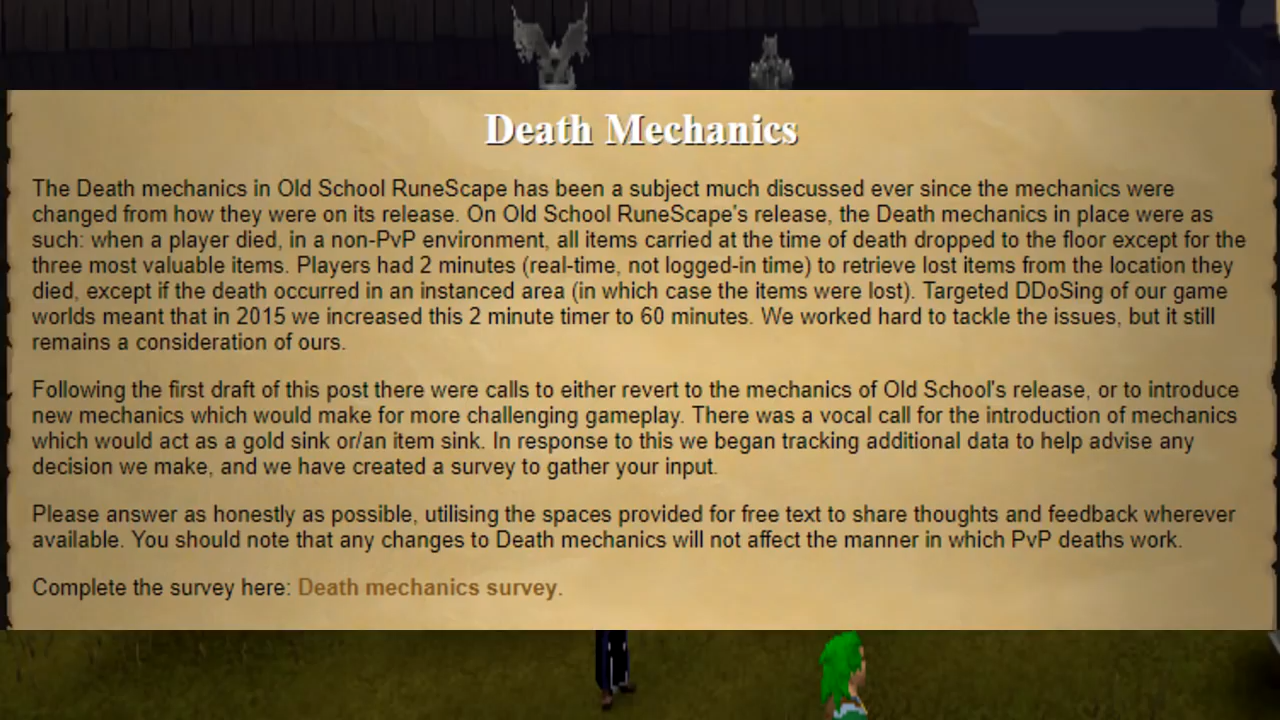 Death Mechanics
The Death mechanics in Old School RuneScape has been a subject much discussed ever since the mechanics were
changed from how they were on its release. On Old School RuneScape's release, the Death mechanics in place were as
such: when a player died, in a non-PvP environment, all items carried at the time of death dropped to the floor except for the
three most valuable items. Players had 2 minutes (real-time, not logged-in time) to retrieve lost items from the location they
died, except if the death occurred in an instanced area (in which case the items were lost). Targeted DDoSing of our game
worlds meant that in 2015 we increased this 2 minute timer to 60 minutes. We worked hard to tackle the issues, but it still
remains a consideration of ours.
Following the first draft of this post there were calls to either revert to the mechanics of Old School's release, or to introduce
new mechanics which would make for more challenging gameplay. There was a vocal call for the introduction of mechanics
which would act as a gold sink or/an item sink. In response to this we began tracking additional data to help advise any
decision we make, and we have created a survey to gather your input.
Please answer as honestly as possible, utilising the spaces provided for free text to share thoughts and feedback wherever
available. You should note that any changes to Death mechanics will not affect the manner in which PvP deaths work.
Complete the survey here: Death mechanics survey.